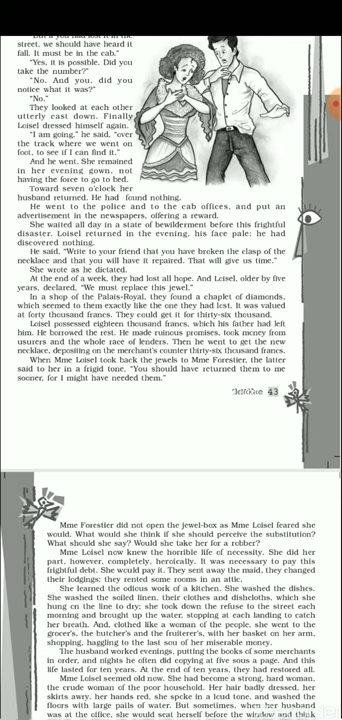 "But if you had lost it in the
street, we should have heard it
fall. It must be in the cab."
"Yes, it is possible. Did you
take the number?"
"No. And you, did you
notice what it was?"
"No."
They looked at each other
utterly cast down. Finally
Loisel dressed himself again.
"I am going," he said, "over
the track where we went on
foot, to see if I can find it."
And he went. She remained
in her evening gown, not
having the force to go to bed.
Toward seven o'clock her
husband returned. He had found nothing.
He went to the police and to the cab offices, and put an
advertisement in the newspapers, offering a reward.
She waited all day in a state of bewilderment before this frightful
disaster. Loisel returned in the evening, his face pale; he had
discovered nothing.
He said, "Write to your friend that you have broken the clasp of the
necklace and that you will have it repaired. That will give us time."
She wrote as he dictated.
At the end of a week, they had lost all hope. And Loisel, older by five
years, declared, "We must replace this jewel."
In a shop of the Palais-Royal, they found a chaplet of diamonds,
which seemed to them exactly like the one they had lost. It was valued
at forty thousand francs. They could get it for thirty-six thousand.
Loisel possessed eighteen thousand francs, which his father had left
him. He borrowed the rest. He made ruinous promises, took money from
usurers and the whole race of lenders. Then he went to get the new
necklace, depositing on the merchant's counter thirty-six thousand francs.
When Mme Loisel took back the jewels to Mme Forestier, the latter
said to her in a frigid tone, "You should have returned them to me
sooner, for I might have needed them."
43
Mme Forestier did not open the jewel-box as Mme Loisel feared she
would. What would she think if she should perceive the substitution?
What should she say? Would she take her for a robber?
Mme Loisel now knew the horrible life of necessity. She did her
part, however, completely, heroically. It was necessary to pay this
frightful debt. She would pay it. They sent away the maid, they changed
their lodgings; they rented some rooms in an attic.
She learned the odious work of a kitchen. She washed the dishes.
She washed the soiled linen, their clothes and dishcloths, which she
hung on the line to dry; she took down the refuse to the street each
morning and brought up the water, stopping at each landing to catch
her breath. And, clothed like a woman of the people, she went to the
grocer's, the butcher's and the fruiterer's, with her basket on her arm,
shopping, haggling to the last sou of her miserable money.
The husband worked evenings, putting the books of some merchants
in order, and nights he often did copying at five sous a page. And this
life lasted for ten years. At the end of ten years, they had restored all.
Mme Loisel seemed old now. She had become a strong, hard woman,
the crude woman of the poor household. Her hair badly dressed, her
skirts awry, her hands red, she spoke in a loud tone, and washed the
floors with large pails of water. But sometimes, when her husband
was at the office, she would seat herself before the window and think